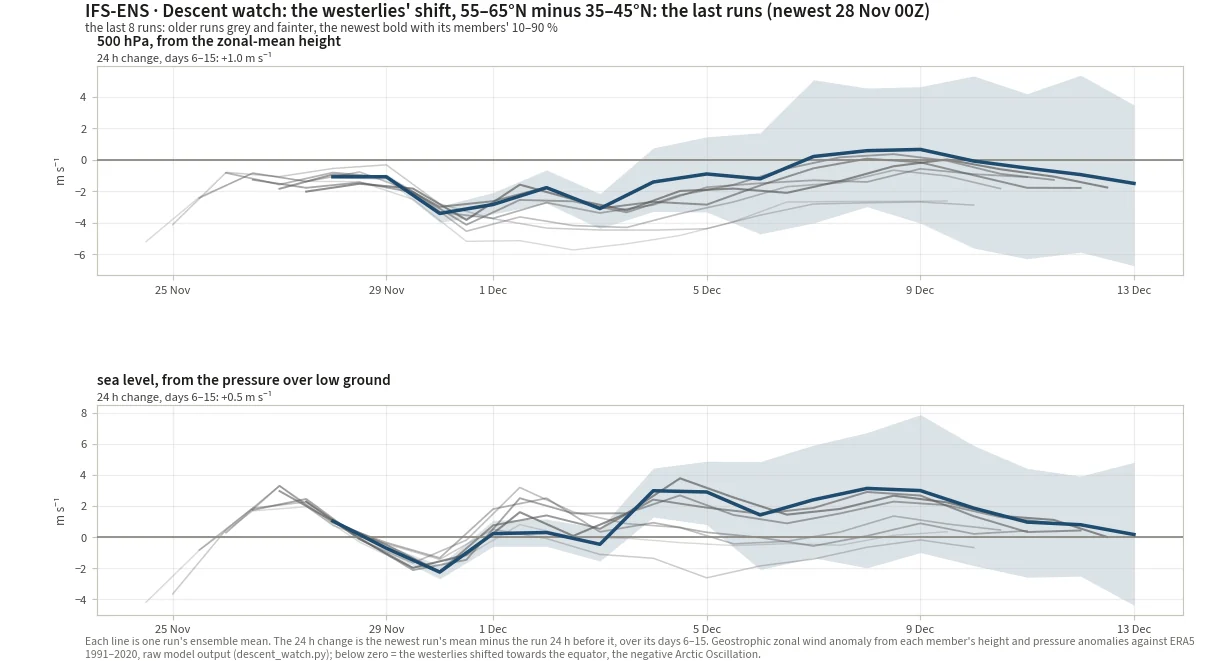 IFS-ENS · Descent watch: the westerlies' shift, 55–65°N minus 35–45°N: the last runs (newest 28 Nov 00Z)
the last 8 runs: older runs grey and fainter, the newest bold with its members' 10–90 %
500 hPa, from the zonal-mean height
24 h change, days 6–15: +1.0 m s⁻¹
4
2
0
−2
−4
−6
m s⁻¹
25 Nov 29 Nov 1 Dec 5 Dec 9 Dec 13 Dec
sea level, from the pressure over low ground
24 h change, days 6–15: +0.5 m s⁻¹
8
6
4
2
0
−2
−4
m s⁻¹
25 Nov 29 Nov 1 Dec 5 Dec 9 Dec 13 Dec
Each line is one run's ensemble mean. The 24 h change is the newest run's mean minus the run 24 h before it, over its days 6–15. Geostrophic zonal wind anomaly from each member's height and pressure anomalies against ERA5
1991–2020, raw model output (descent_watch.py); below zero = the westerlies shifted towards the equator, the negative Arctic Oscillation.